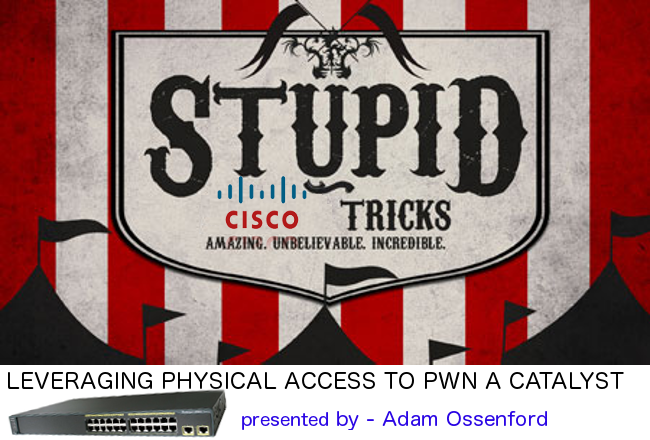 STUPID
CISCO
TRICKS
AMAZING. UNBELIEVABLE. INCREDIBLE.
LEVERAGING PHYSICAL ACCESS TO PWN A CATALYST
presented by - Adam Ossenford